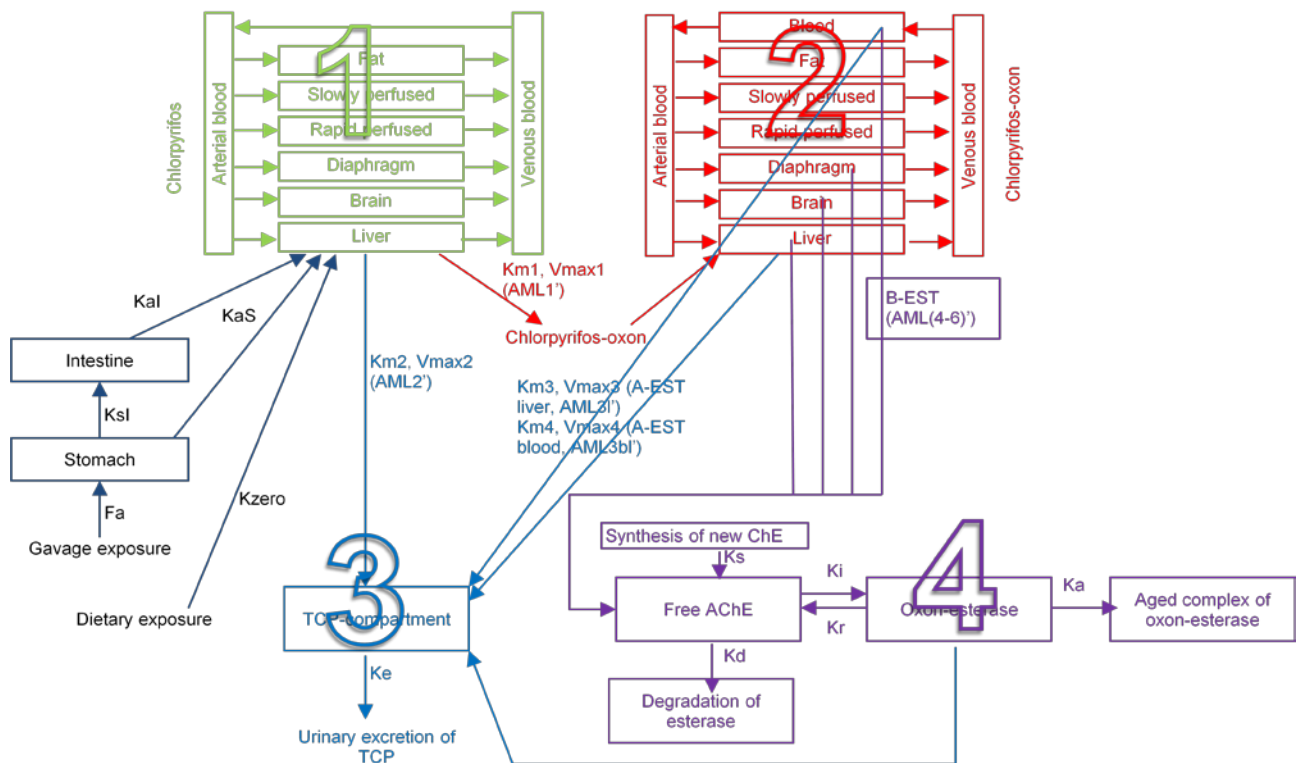 1
2
3
4
Chlorpyrifos
Arterial blood
Fat
Slowly perfused
Rapid perfused
Diaphragm
Brain
Liver
Venous blood
Arterial blood
Blood
Fat
Slowly perfused
Rapid perfused
Diaphragm
Brain
Liver
Venous blood
Chlorpyrifos-oxon
Km1, Vmax1
(AML1')
Chlorpyrifos-oxon
KaI
KaS
Intestine
KsI
Stomach
Fa
Gavage exposure
Kzero
Dietary exposure
Km2, Vmax2
(AML2')
Km3, Vmax3 (A-EST
liver, AML3l')
Km4, Vmax4 (A-EST
blood, AML3bl')
B-EST
(AML(4-6)')
TCP-compartment
Ke
Urinary excretion of
TCP
Synthesis of new ChE
Ks
Free AChE
Ki
Kr
Oxon-esterase
Ka
Aged complex of
oxon-esterase
Kd
Degradation of
esterase